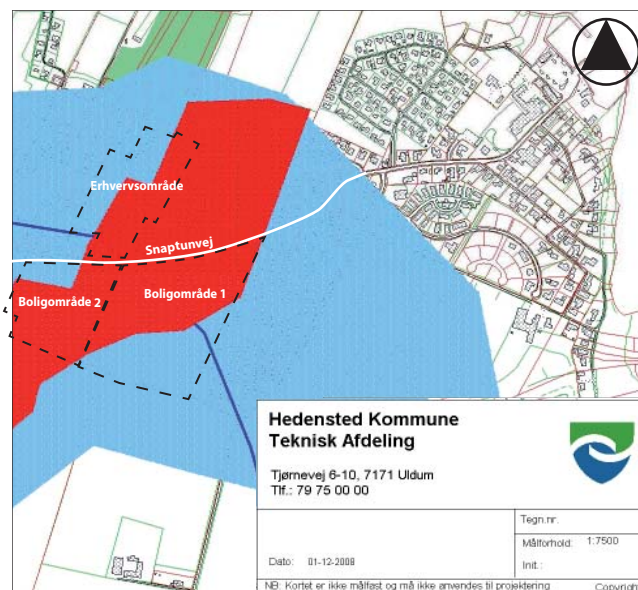 Erhvervsområde
Snaptunvej
Boligområde 2
Boligområde 1
Hedensted Kommune
Teknisk Afdeling
Tjørnevej 6-10, 7171 Uldum
Tlf.: 79 75 00 00
Tegn.nr.
Målforhold: 1:7500
Dato: 01-12-2008
Init.:
NB: Kortet er ikke målfast og må ikke anvendes til projektering
Copyright